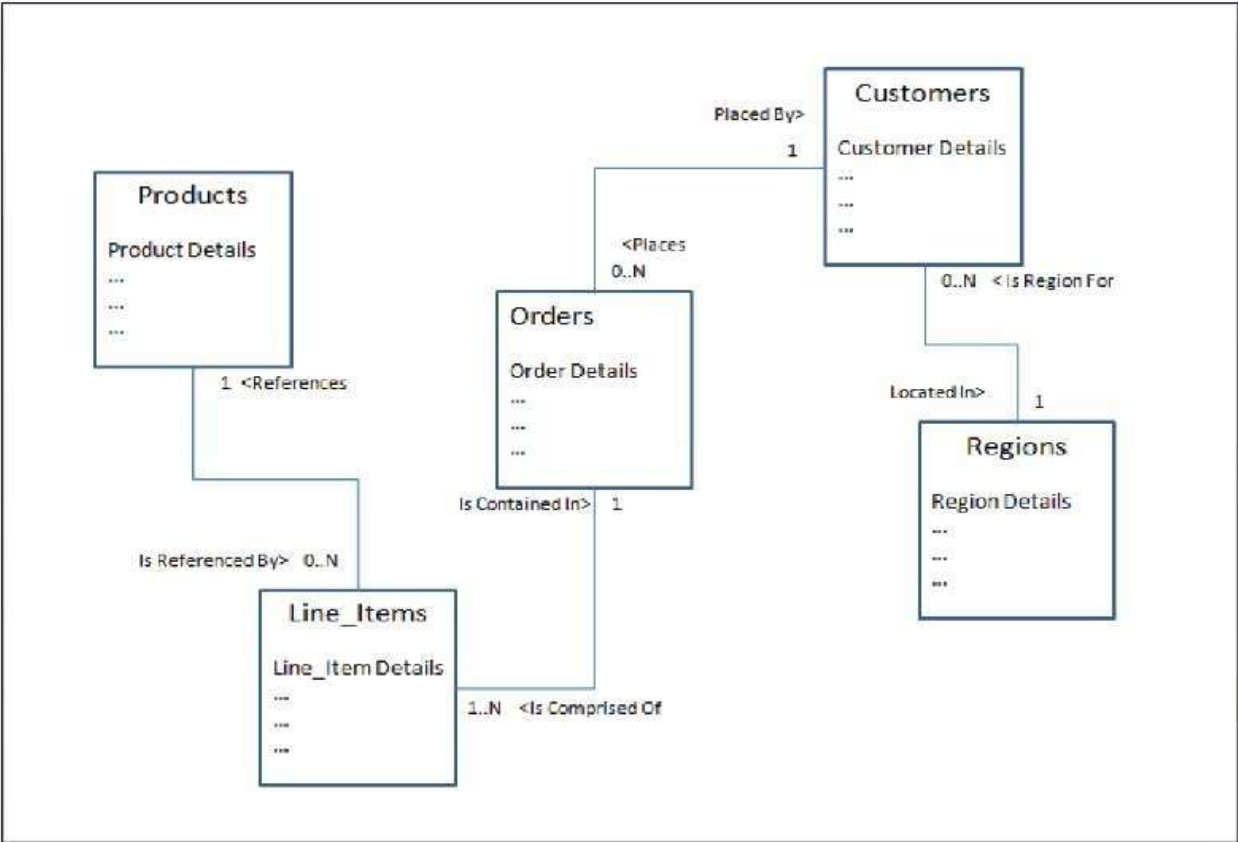 Customers
Customer Details
...
...
...
Placed By>
1
<Places
0..N
0..N <Is Region For
Products
Product Details
...
...
...
1 <References
Orders
Order Details
...
...
...
Located In>
1
Regions
Region Details
...
...
...
Is Contained In> 1
Is Referenced By> 0..N
Line_Items
Line_Item Details
...
...
...
1..N <Is Comprised Of